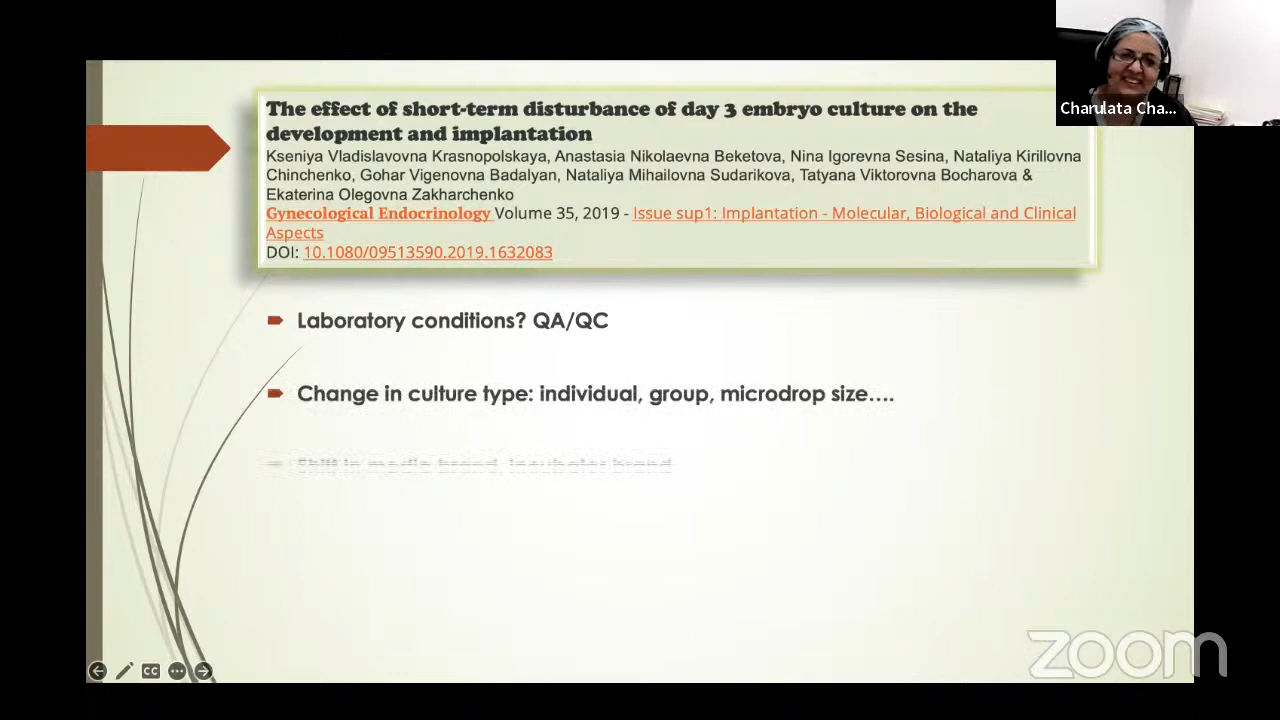 Charulata Cha...
The effect of short-term disturbance of day 3 embryo culture on the
development and implantation
Kseniya Vladislavovna Krasnopolskaya, Anastasia Nikolaevna Beketova, Nina Igorevna Sesina, Nataliya Kirillovna
Chinchenko, Gohar Vigenovna Badalyan, Nataliya Mihailovna Sudarikova, Tatyana Viktorovna Bocharova &
Ekaterina Olegovna Zakharchenko
Gynecological Endocrinology Volume 35, 2019 - Issue sup1: Implantation - Molecular, Biological and Clinical
Aspects
DOI: 10.1080/09513590.2019.1632083
Laboratory conditions? QA/QC
Change in culture type: individual, group, microdrop size....
CC
zoom